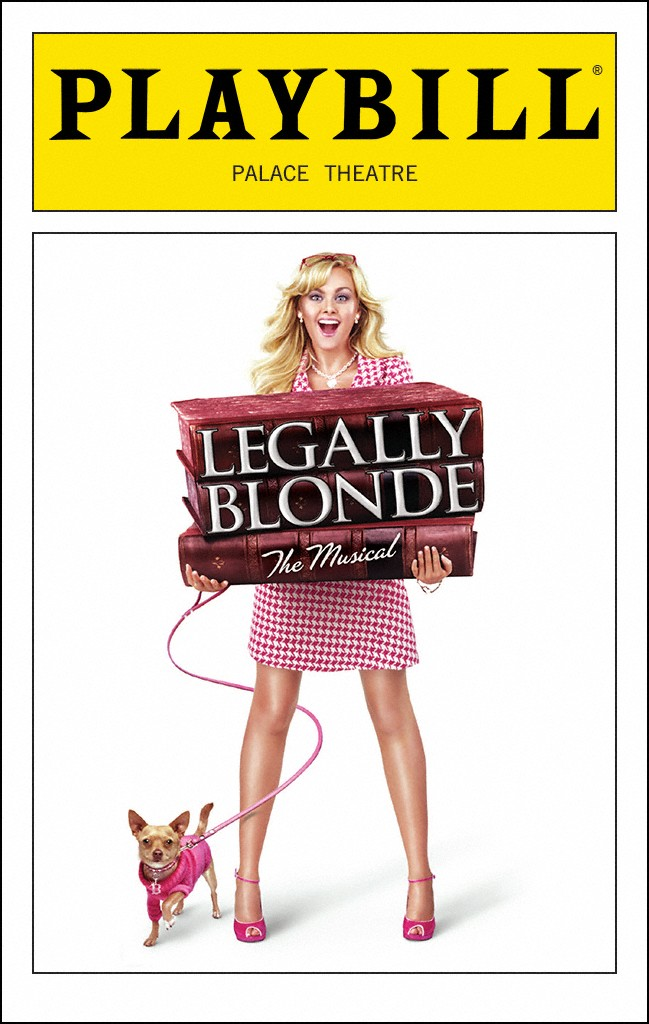 PLAYBILL®
PALACE THEATRE
LEGALLY
BLONDE
The Musical